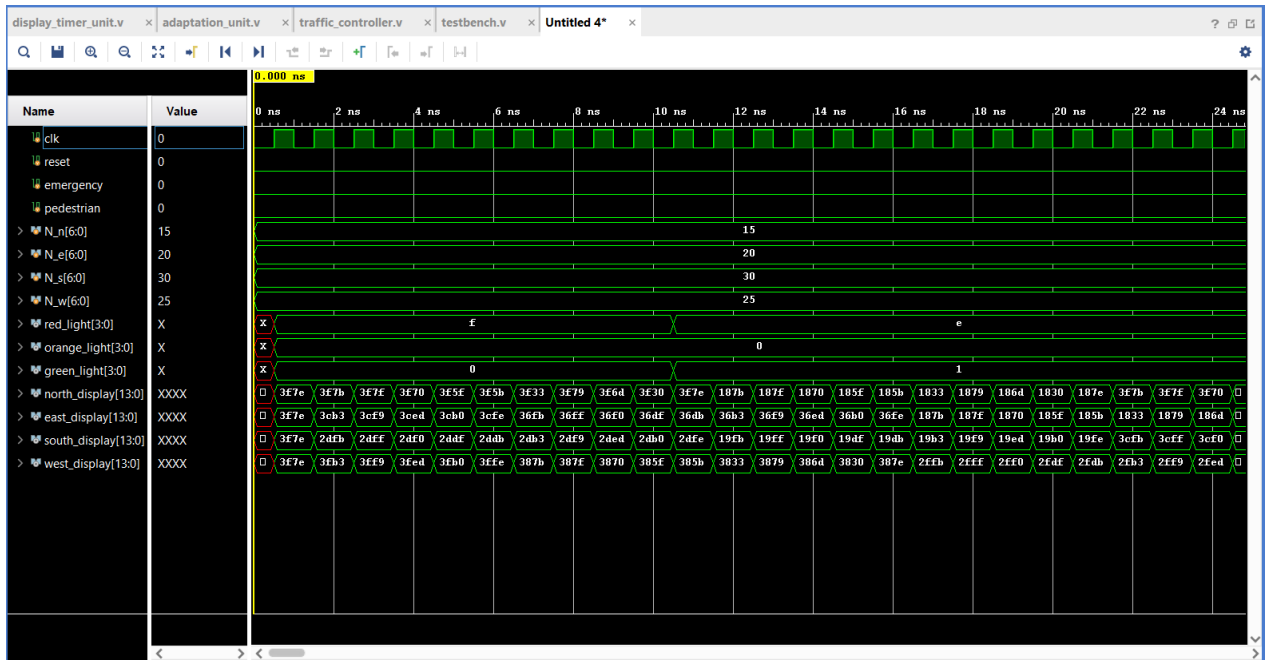 display_timer_unit.v × adaptation_unit.v × traffic_controller.v × testbench.v × Untitled 4* × ?
0.000 ns
Name Value 0 ns 2 ns 4 ns 6 ns 8 ns 10 ns 12 ns 14 ns 16 ns 18 ns 20 ns 22 ns 24 ns
clk 0
reset 0
emergency 0
pedestrian 0
N_n[6:0] 15 15
N_e[6:0] 20 20
N_s[6:0] 30 30
N_w[6:0] 25 25
red_light[3:0] X X f e
orange_light[3:0] X X 0
green_light[3:0] X X 0 1
north_display[13:0] XXXX 3f7e 3f7b 3f7f 3f70 3f5f 3f5b 3f33 3f79 3f6d 3f30 3f7e 187b 187f 1870 185f 185b 1833 1879 186d 1830 187e 3f7b 3f7f 3f70
east_display[13:0] XXXX 3f7e 3cb3 3cf9 3ced 3cb0 3cfe 36fb 36ff 36f0 36df 36db 36b3 36f9 36ed 36b0 36fe 187b 187f 1870 185f 185b 1833 1879 186d
south_display[13:0] XXXX 3f7e 2dfb 2dff 2df0 2ddf 2ddb 2db3 2df9 2ded 2db0 2dfe 19fb 19ff 19f0 19df 19db 19b3 19f9 19ed 19b0 19fe 3cfb 3cff 3cf0
west_display[13:0] XXXX 3f7e 3fb3 3ff9 3fed 3fb0 3ffe 387b 387f 3870 385f 385b 3833 3879 386d 3830 387e 2ffb 2fff 2ff0 2fdf 2fdb 2fb3 2ff9 2fed